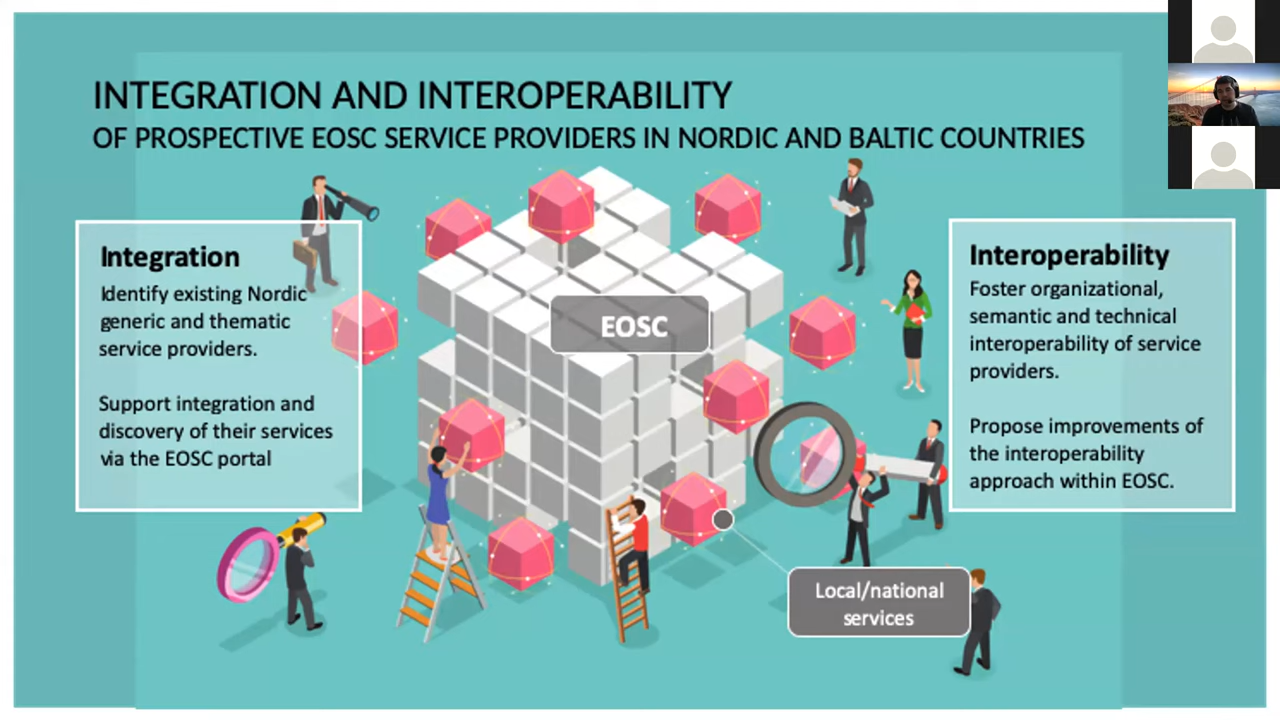 INTEGRATION AND INTEROPERABILITY
OF PROSPECTIVE EOSC SERVICE PROVIDERS IN NORDIC AND BALTIC COUNTRIES
Integration
Identify existing Nordic
generic and thematic
service providers.
Support integration and
discovery of their services
via the EOSC portal
EOSC
Interoperability
Foster organizational,
semantic and technical
interoperability of service
providers.
Propose improvements of
the interoperability
approach within EOSC.
Local/national
services